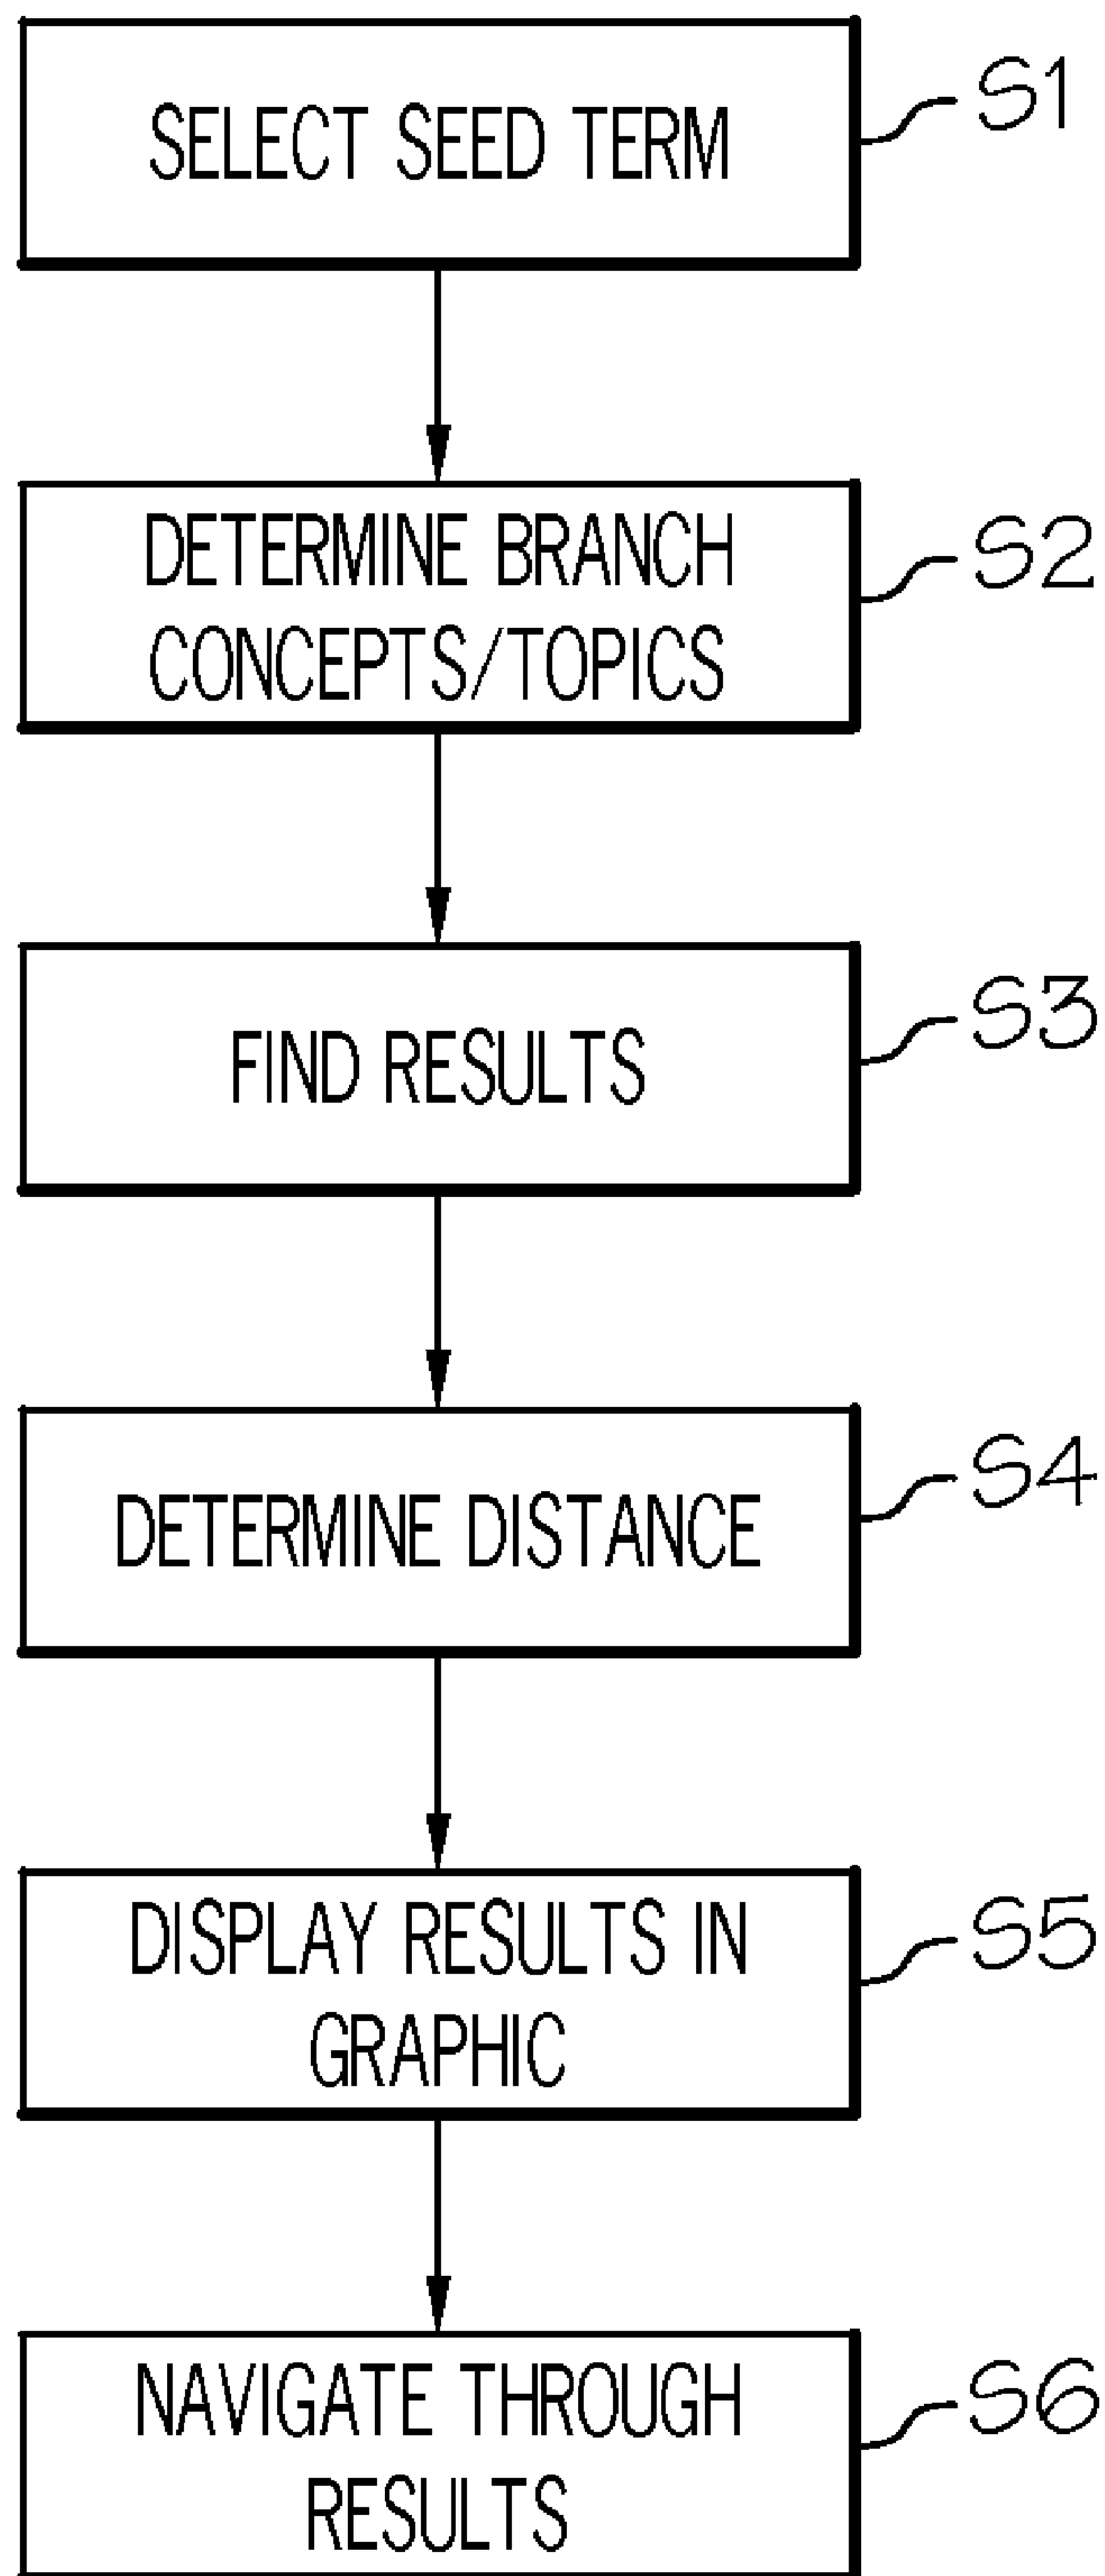 SELECT SEED TERM
S1
DETERMINE BRANCH
CONCEPTS/TOPICS
S2
FIND RESULTS
S3
DETERMINE DISTANCE
S4
DISPLAY RESULTS IN
GRAPHIC
S5
NAVIGATE THROUGH
RESULTS
S6